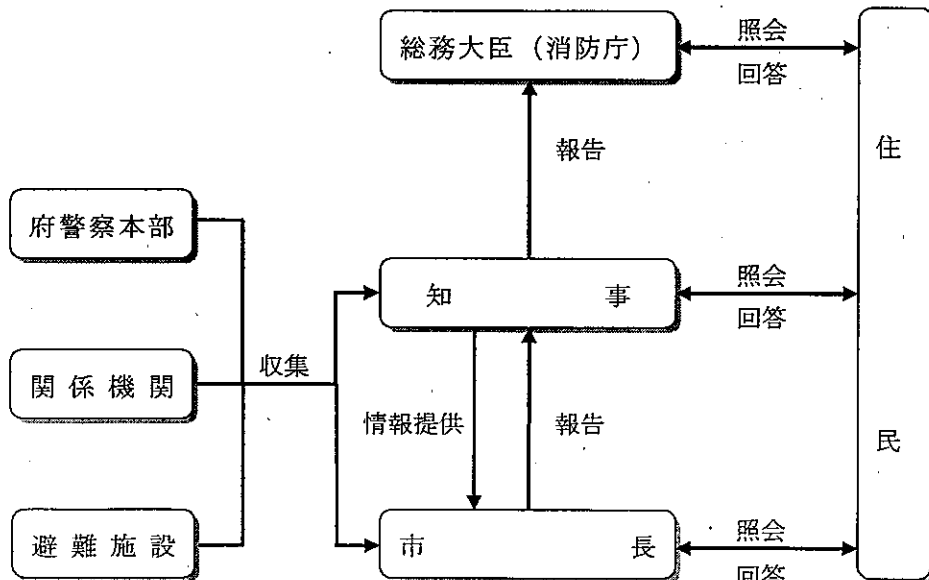 総務大臣（消防庁）
照会
回答
報告
住民
府警察本部
知事
照会
回答
関係機関
収集
情報提供
報告
避難施設
市長
照会
回答